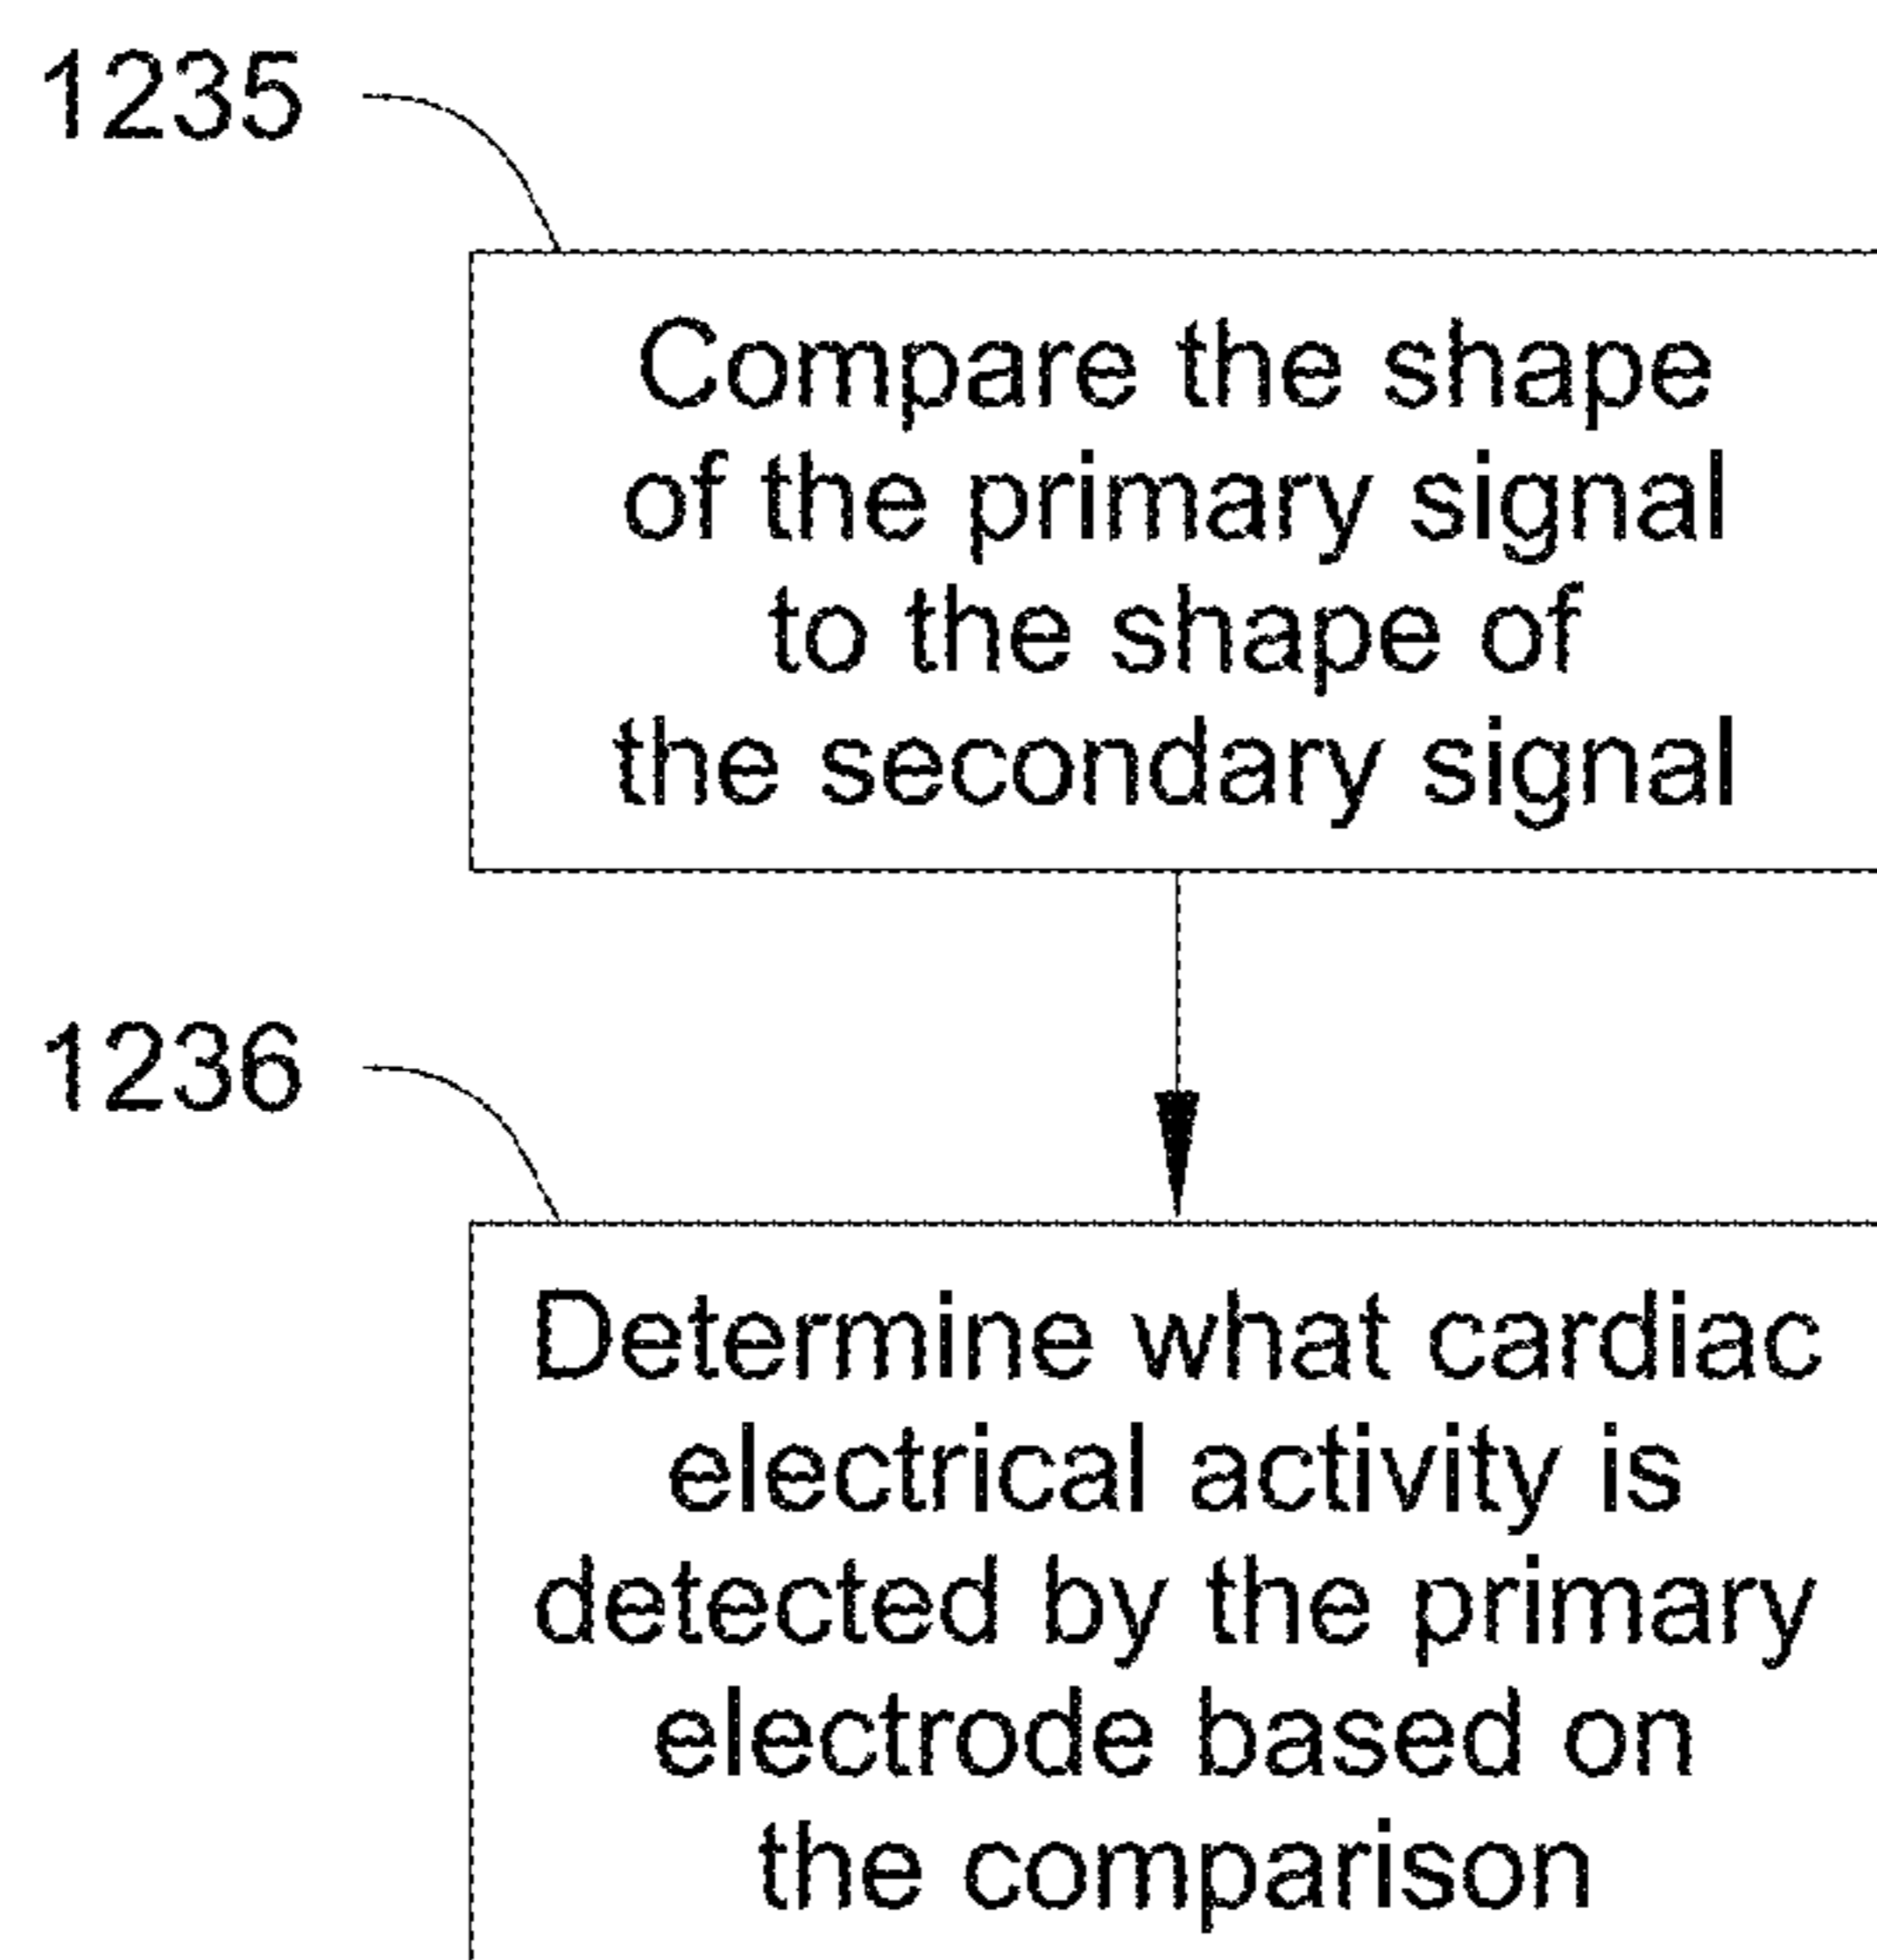 1235
Compare the shape
of the primary signal
to the shape of
the secondary signal
1236
Determine what cardiac
electrical activity is
detected by the primary
electrode based on
the comparison